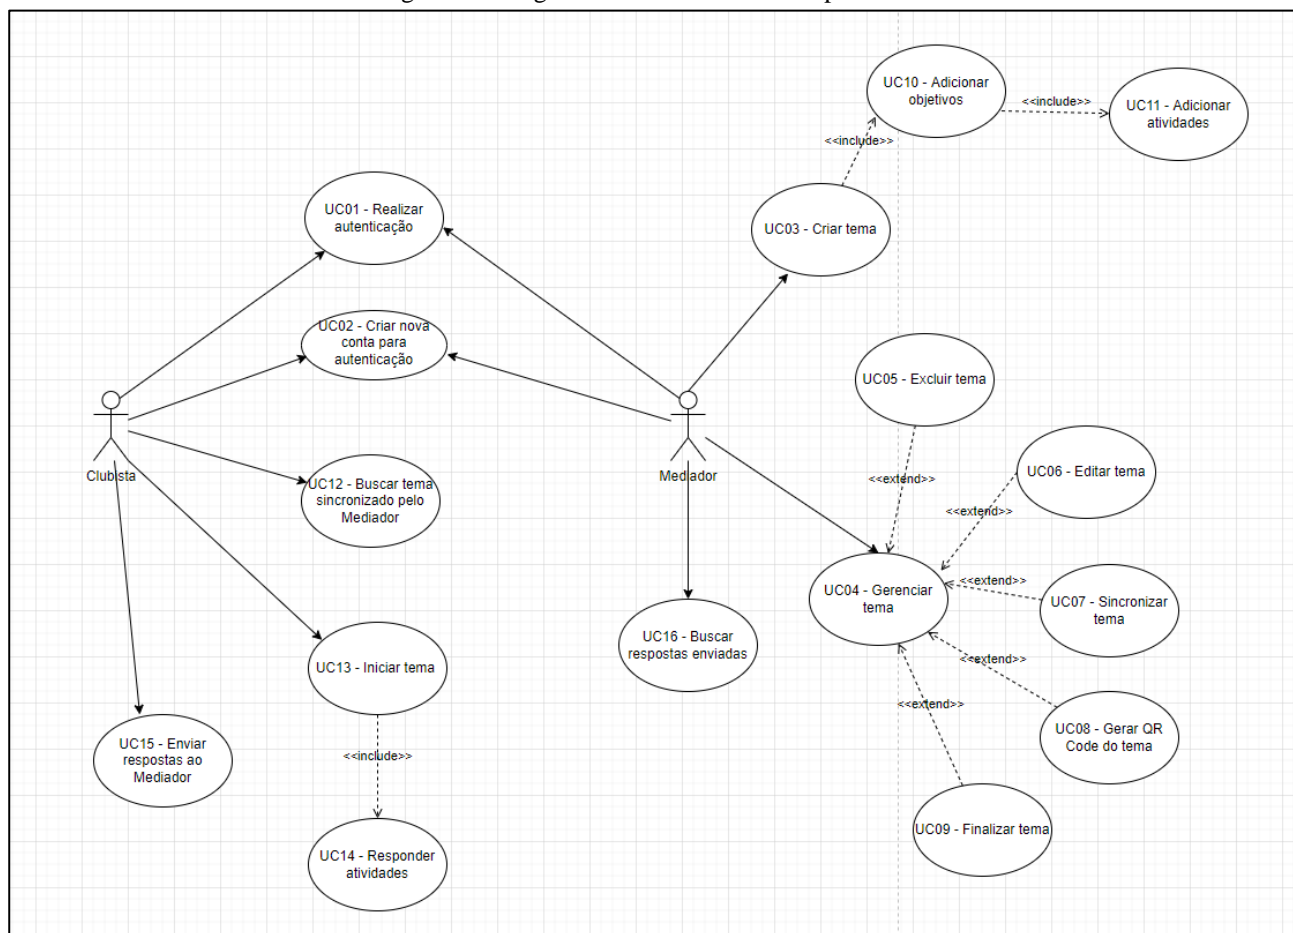 UC10 - Adicionar
objetivos
<<include>>
UC11 - Adicionar
atividades
<<include>>
UC01 - Realizar
autenticação
UC03 - Criar tema
UC02 - Criar nova
conta para
autenticação
UC05 - Excluir tema
Clubista
Mediador
UC12 - Buscar tema
sincronizado pelo
Mediador
<<extend>>
UC06 - Editar tema
<<extend>>
UC04 - Gerenciar
tema
<<extend>>
UC07 - Sincronizar
tema
UC16 - Buscar
respostas enviadas
UC13 - Iniciar tema
<<extend>>
<<extend>>
UC08 - Gerar QR
Code do tema
UC15 - Enviar
respostas ao
Mediador
<<include>>
UC09 - Finalizar tema
UC14 - Responder
atividades